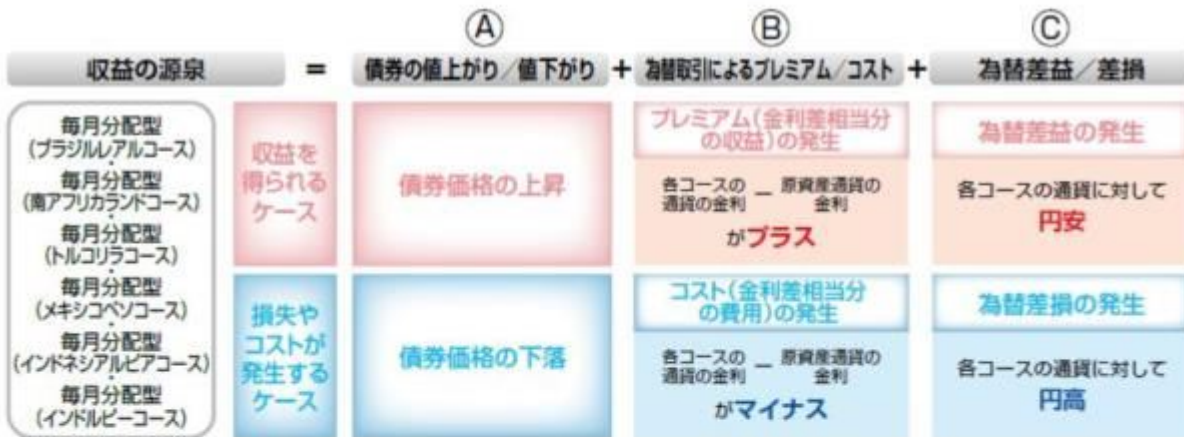 Ⓐ Ⓑ Ⓒ
収益の源泉 = 債券の値上がり/値下がり + 為替取引によるプレミアム/コスト + 為替差益/差損
毎月分配型
(ブラジルレアルコース)
・
毎月分配型
(南アフリカランドコース)
・
毎月分配型
(トルコリラコース)
・
毎月分配型
(メキシコペソコース)
・
毎月分配型
(インドネシアルピアコース)
・
毎月分配型
(インドルピーコース)
収益を
得られる
ケース
債券価格の上昇
プレミアム(金利差相当分
の収益)の発生
各コースの
通貨の金利
－
原資産通貨の
金利
がプラス
為替差益の発生
各コースの通貨に対して
円安
損失や
コストが
発生する
ケース
債券価格の下落
コスト(金利差相当分
の費用)の発生
各コースの
通貨の金利
－
原資産通貨の
金利
がマイナス
為替差損の発生
各コースの通貨に対して
円高